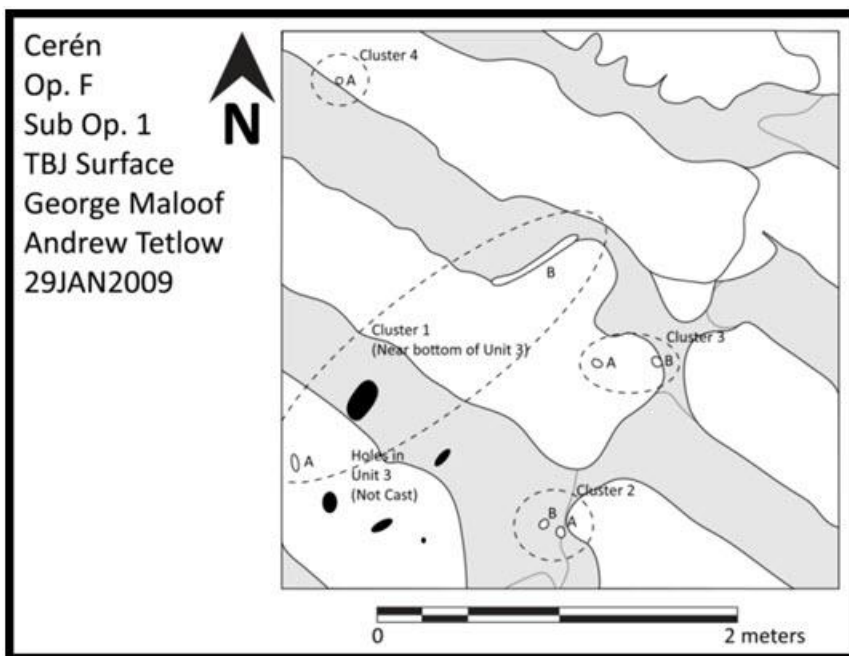 Cerén
Op. F
Sub Op. 1
TBJ Surface
George Maloof
Andrew Tetlow
29JAN2009
N
Cluster 4
A
B
Cluster 1
(Near bottom of Unit 3)
Cluster 3
A
B
A
Holes in
Unit 3
(Not Cast)
Cluster 2
B
A
0
2 meters